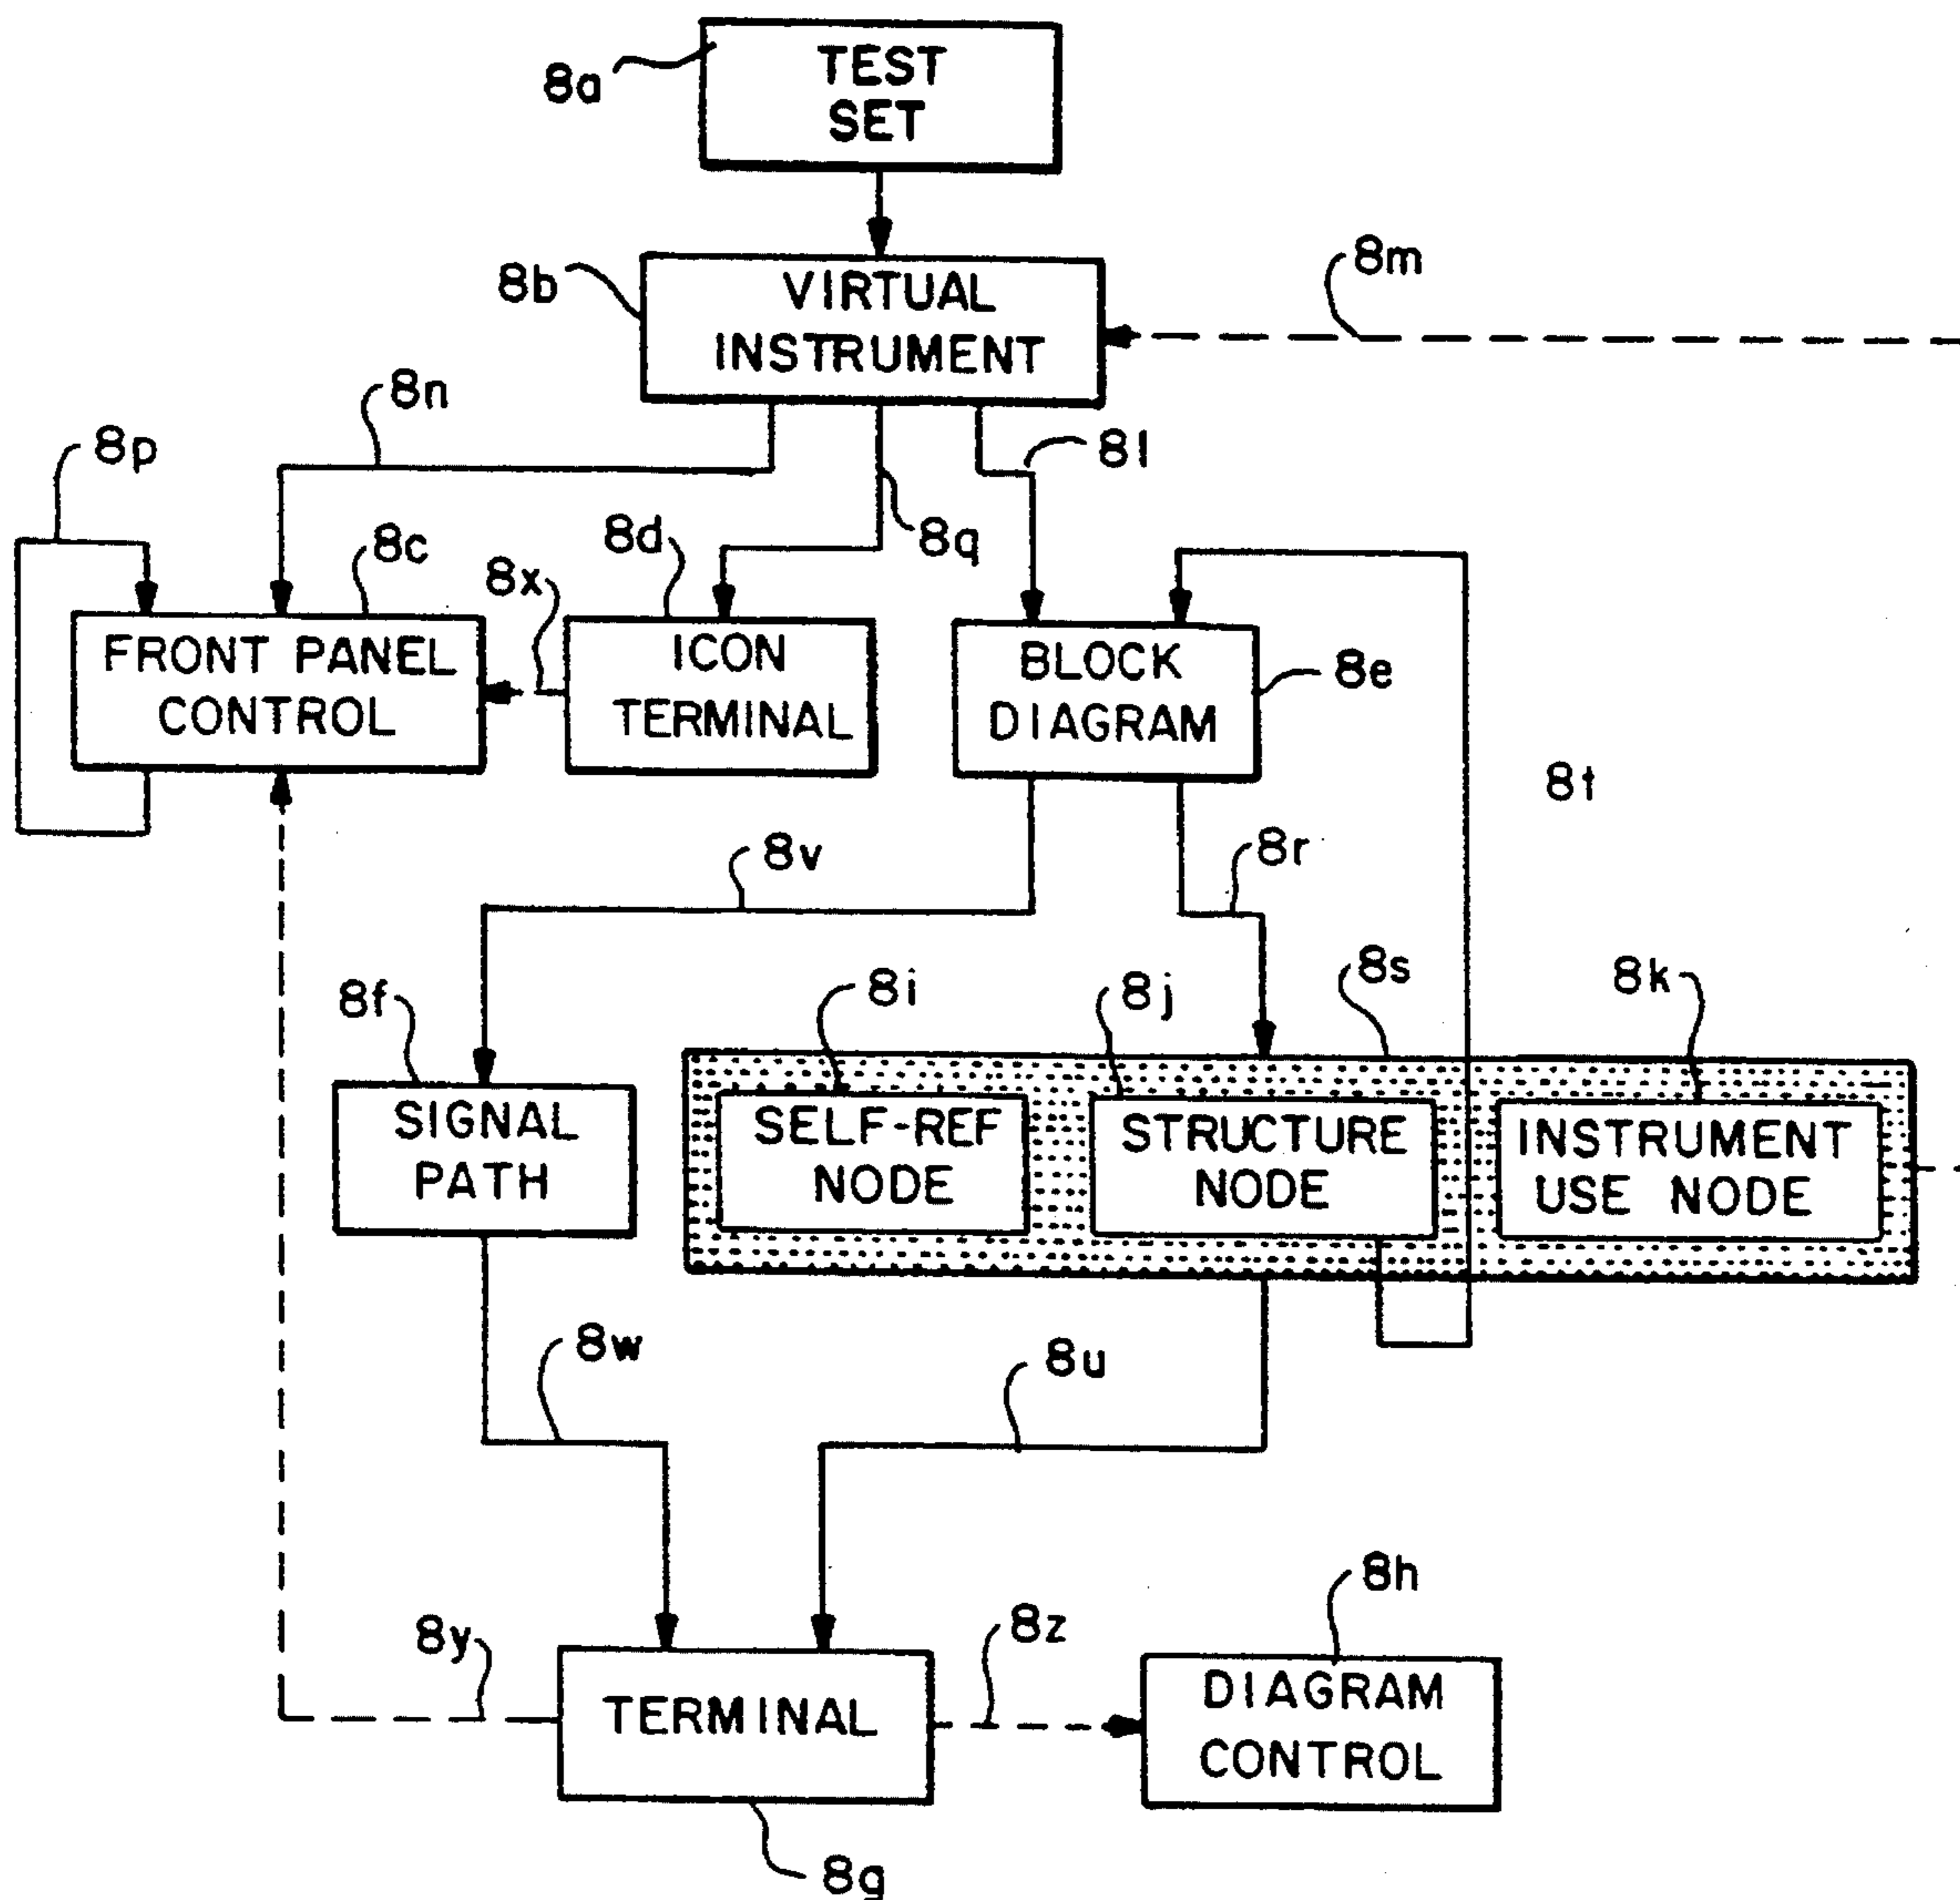 8a
TEST
SET
8b
VIRTUAL
INSTRUMENT
8m
8n
8p
8l
8q
8c
8x
8d
FRONT PANEL
CONTROL
ICON
TERMINAL
BLOCK
DIAGRAM
8e
8t
8v
8r
8f
8i
8j
8s
8k
SIGNAL
PATH
SELF-REF
NODE
STRUCTURE
NODE
INSTRUMENT
USE NODE
8w
8u
8y
8z
8h
TERMINAL
DIAGRAM
CONTROL
8g